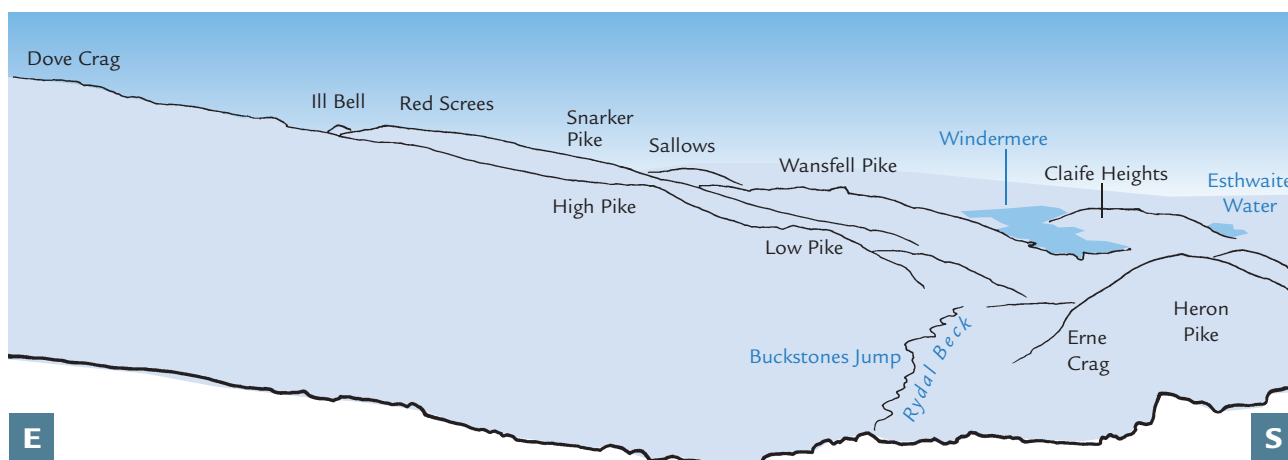 Dove Crag
Ill Bell
Red Screes
Snarker
Pike
Sallows
Wansfell Pike
Windermere
Claife Heights
Esthwaite
Water
High Pike
Low Pike
Buckstones Jump
Rydal Beck
Erne
Crag
Heron
Pike
E
S